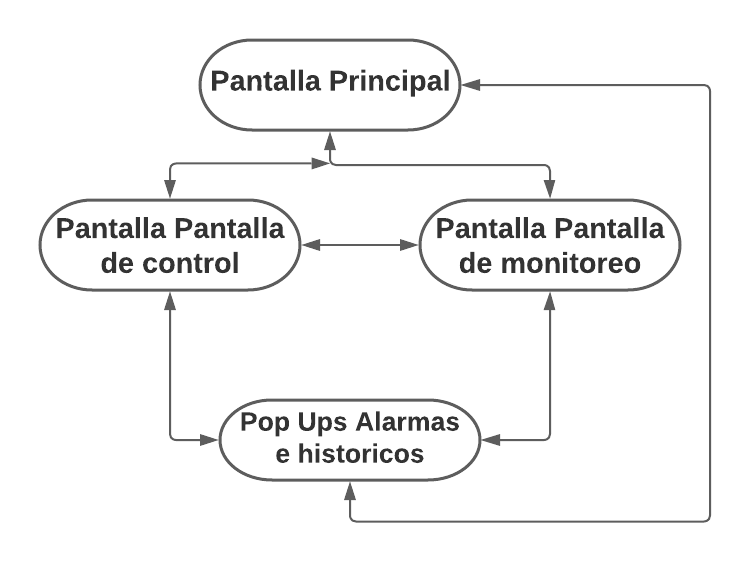 Pantalla Principal
Pantalla Pantalla
de control
Pantalla Pantalla
de monitoreo
Pop Ups Alarmas
e historicos